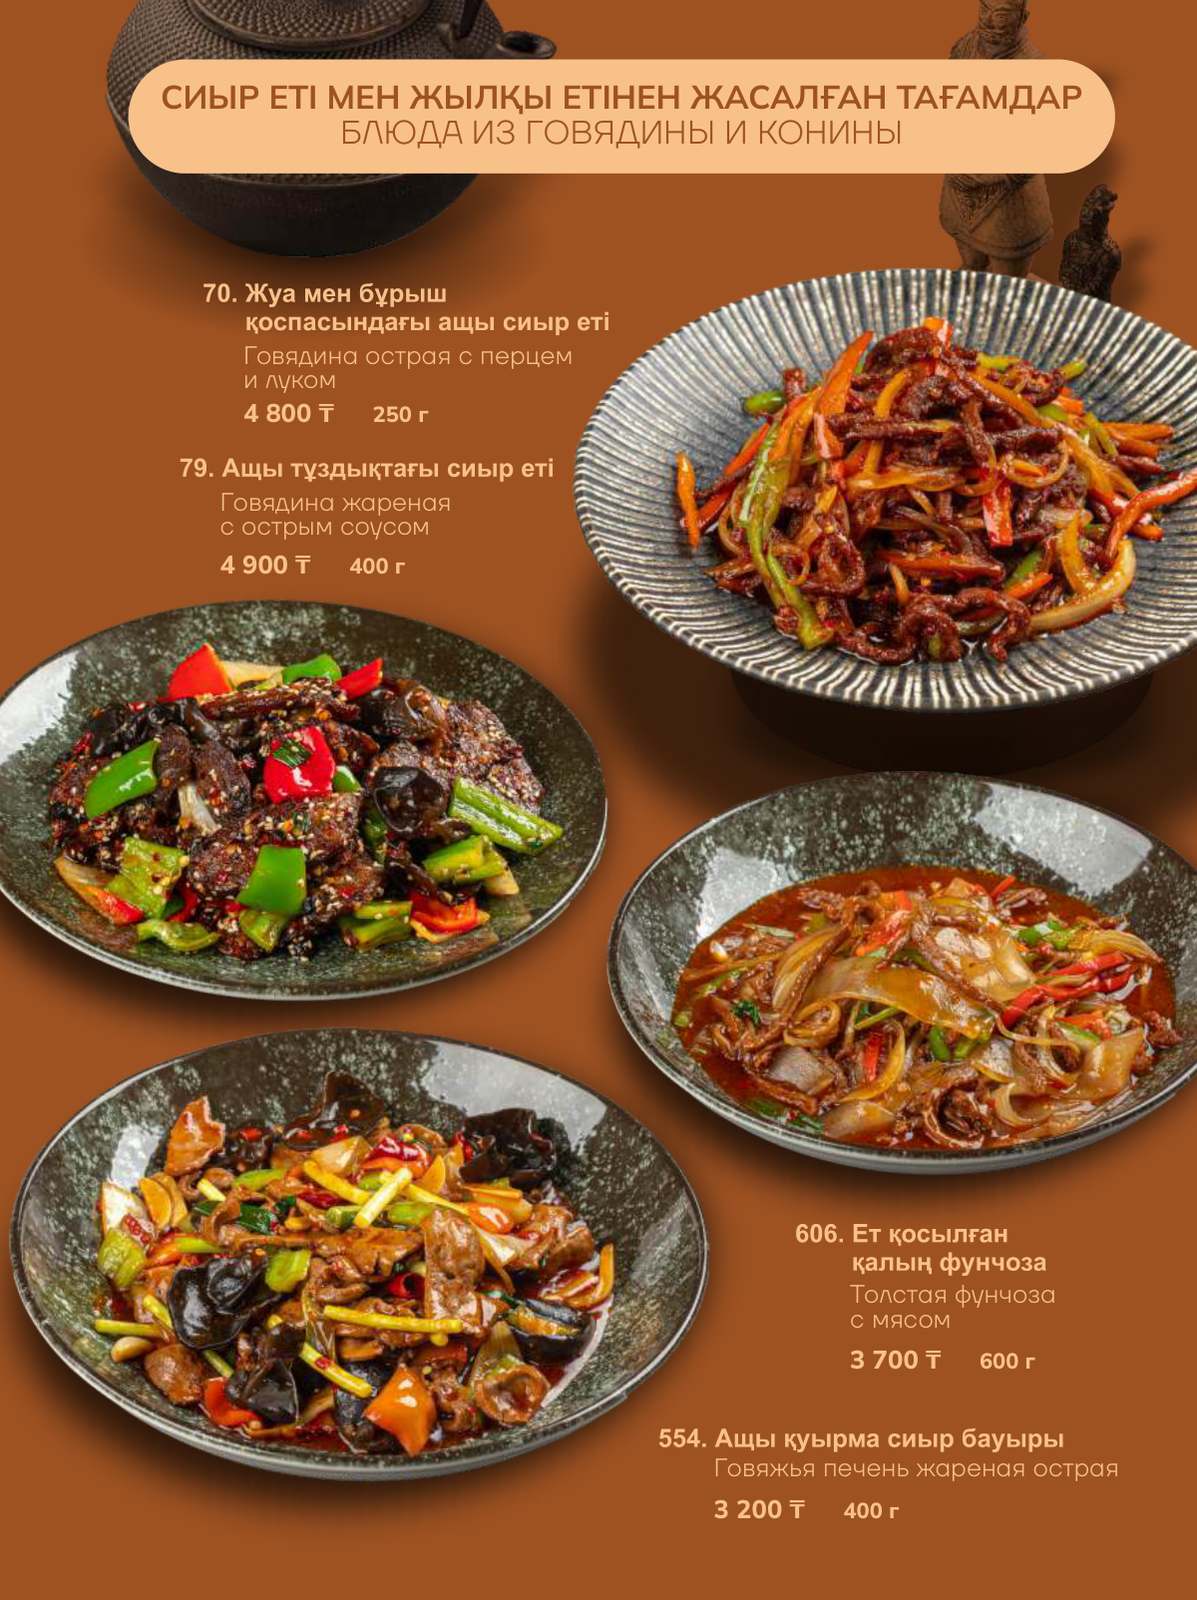 СИЫР ЕТІ МЕН ЖЫЛҚЫ ЕТІНЕН ЖАСАЛҒАН ТАҒАМДАР
БЛЮДА ИЗ ГОВЯДИНЫ И КОНИНЫ
70. Жуа мен бұрыш
қоспасындағы ащы сиыр еті
Говядина острая с перцем
и луком
4 800 ₸ 250 г
79. Ащы тұздықтағы сиыр еті
Говядина жареная
с острым соусом
4 900 ₸ 400 г
606. Ет қосылған
қалың фунчоза
Толстая фунчоза
с мясом
3 700 ₸ 600 г
554. Ащы қуырма сиыр бауыры
Говяжья печень жареная острая
3 200 ₸ 400 г